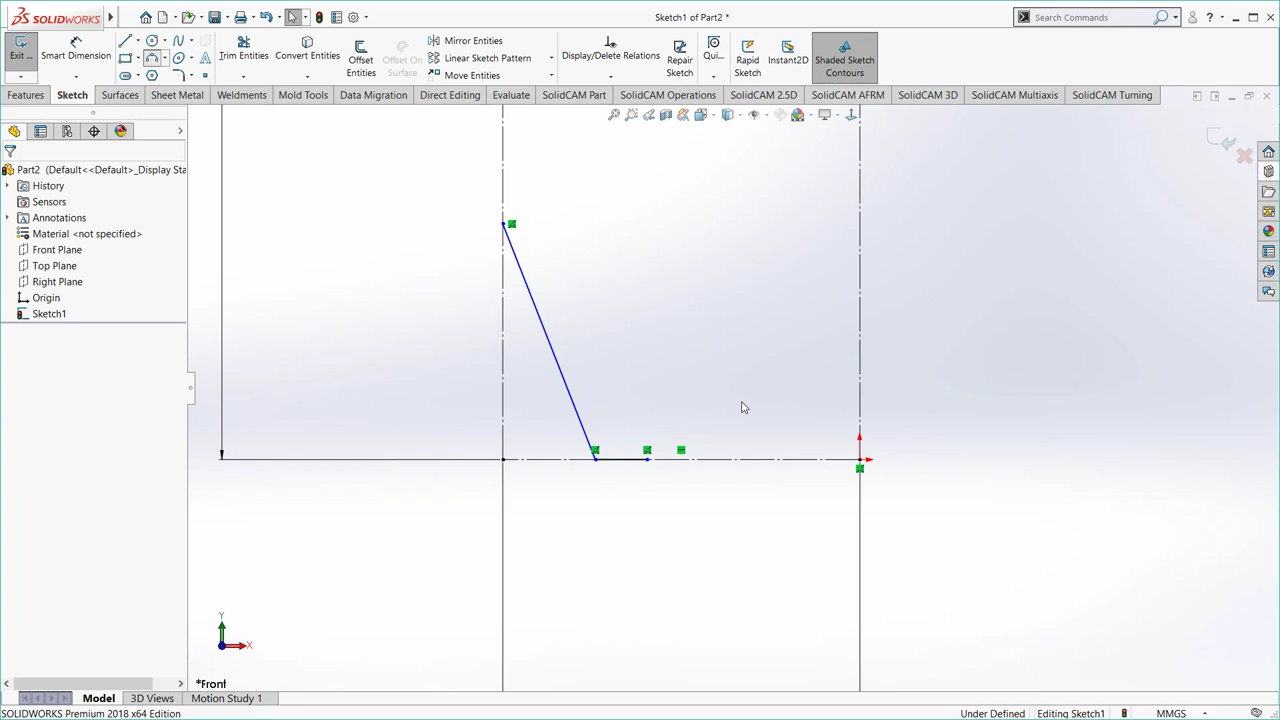 SOLIDWORKS
Sketch1 of Part2 *
Search Commands
Exit ...
Smart Dimension
Trim Entities
Convert Entities
Offset Entities
Offset On Surface
Mirror Entities
Linear Sketch Pattern
Move Entities
Display/Delete Relations
Repair Sketch
Qui...
Rapid Sketch
Instant2D
Shaded Sketch Contours
Features Sketch Surfaces Sheet Metal Weldments Mold Tools Data Migration Direct Editing Evaluate SolidCAM Part SolidCAM Operations SolidCAM 2.5D SolidCAM AFRM SolidCAM 3D SolidCAM Multiaxis SolidCAM Turning
Part2 (Default<<Default>_Display Sta
History
Sensors
Annotations
Material <not specified>
Front Plane
Top Plane
Right Plane
Origin
Sketch1
Y
X
*Front
Model 3D Views Motion Study 1
SOLIDWORKS Premium 2018 x64 Edition
Under Defined Editing Sketch1 MMGS